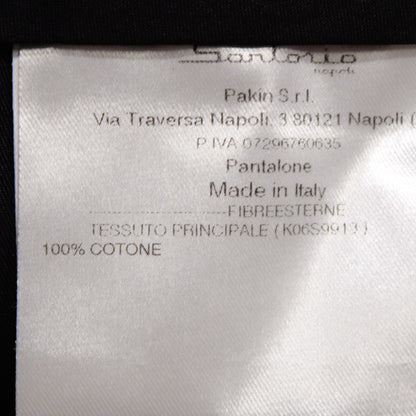 Sartorio
napoli
Pakin S.r.l.
Via Traversa Napoli, 3 80121 Napoli (
P.IVA 07296760635
Pantalone
Made in Italy
---------------------- ------FIBREESTERNE
TESSUTO PRINCIPALE ( K06S9913 )
100% COTONE